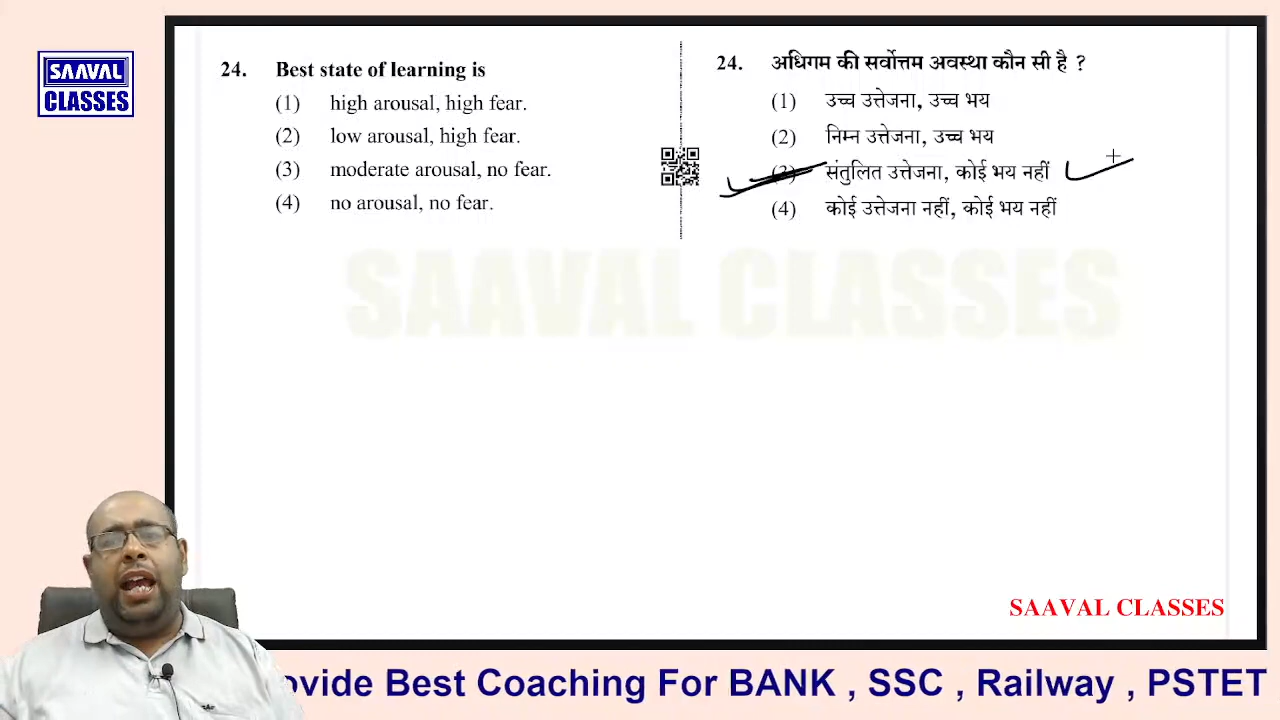 SAAVAL
CLASSES
24. Best state of learning is
(1) high arousal, high fear.
(2) low arousal, high fear.
(3) moderate arousal, no fear.
(4) no arousal, no fear.
24. अधिगम की सर्वोत्तम अवस्था कौन सी है ?
(1) उच्च उत्तेजना, उच्च भय
(2) निम्न उत्तेजना, उच्च भय
(3) संतुलित उत्तेजना, कोई भय नहीं
(4) कोई उत्तेजना नहीं, कोई भय नहीं
SAAVAL CLASSES
SAAVAL CLASSES
ovide Best Coaching For BANK , SSC , Railway , PSTET